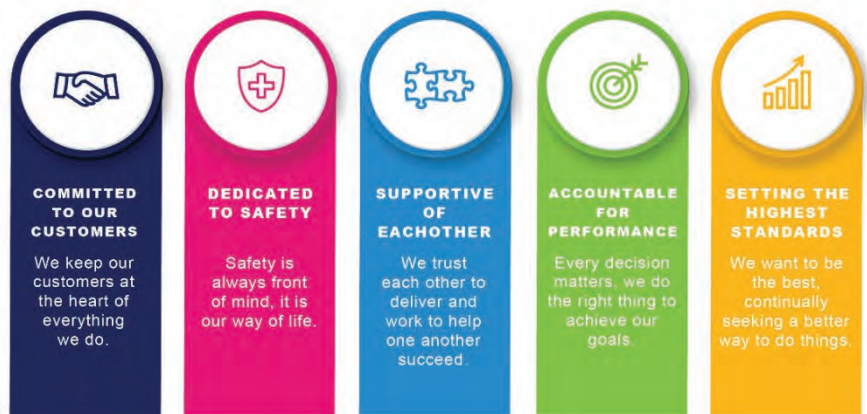 COMMITTED
TO OUR
CUSTOMERS
We keep our
customers at
the heart of
everything
we do.
DEDICATED
TO SAFETY
Safety is
always front
of mind, it is
our way of life.
SUPPORTIVE
OF
EACHOTHER
We trust
each other to
deliver and
work to help
one another
succeed.
ACCOUNTABLE
FOR
PERFORMANCE
Every decision
matters, we do
the right thing to
achieve our
goals.
SETTING THE
HIGHEST
STANDARDS
We want to be
the best,
continually
seeking a better
way to do things.